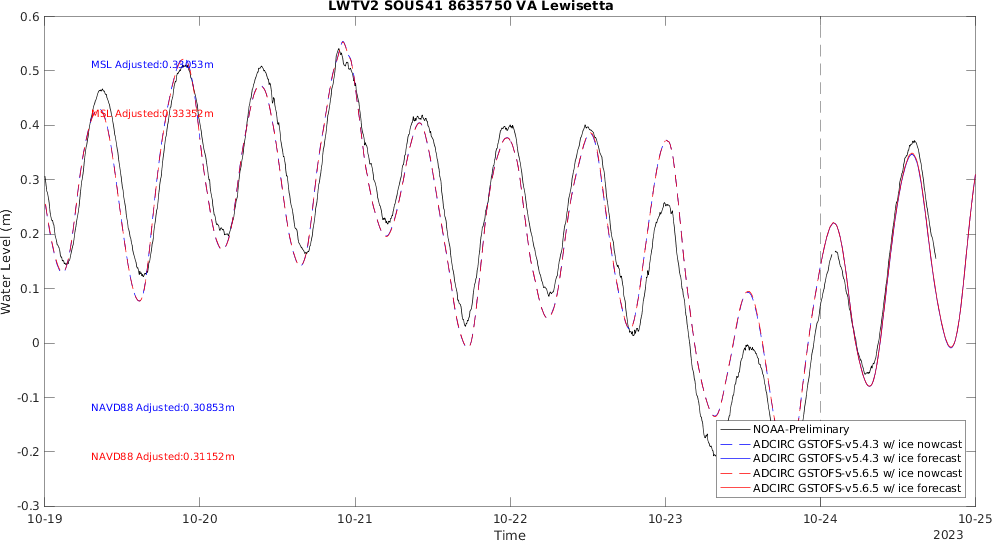 LWTV2 SOUS41 8635750 VA Lewisetta
0.6
0.5
0.4
0.3
0.2
0.1
0
-0.1
-0.2
-0.3
Water Level (m)
MSL Adjusted:0.33053m
MSL Adjusted:0.33352m
NAVD88 Adjusted:0.30853m
NAVD88 Adjusted:0.31152m
NOAA-Preliminary
ADCIRC GSTOFS-v5.4.3 w/ ice nowcast
ADCIRC GSTOFS-v5.4.3 w/ ice forecast
ADCIRC GSTOFS-v5.6.5 w/ ice nowcast
ADCIRC GSTOFS-v5.6.5 w/ ice forecast
10-19 10-20 10-21 10-22 10-23 10-24 10-25
Time
2023